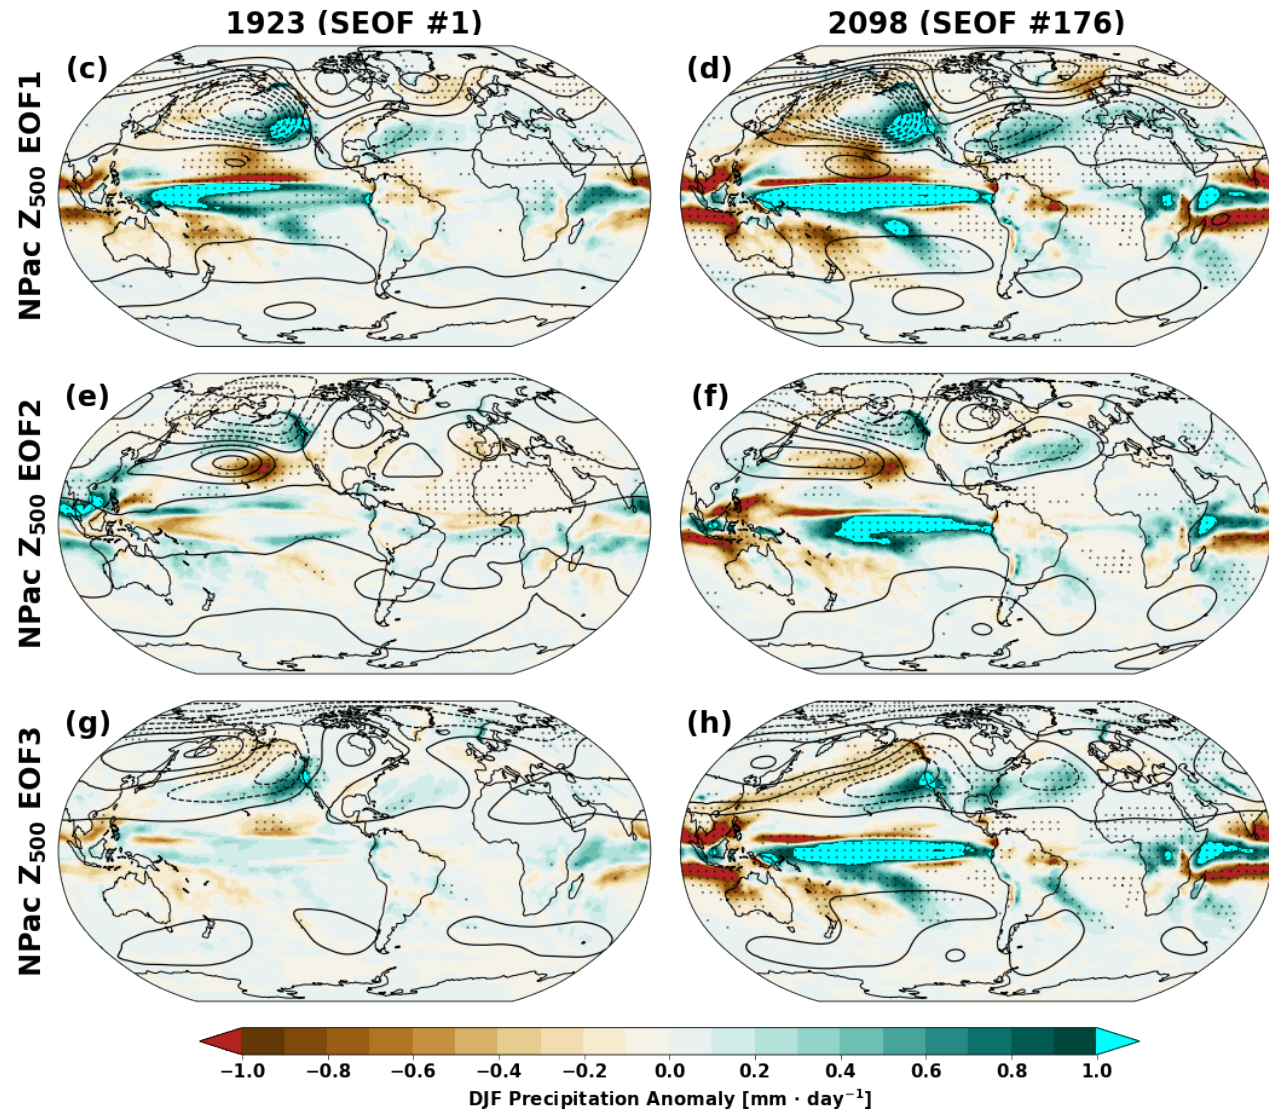 1923 (SEOF #1)
2098 (SEOF #176)
NPac Z500 EOF1
(c)
(d)
NPac Z500 EOF2
(e)
(f)
NPac Z500 EOF3
(g)
(h)
−1.0 −0.8 −0.6 −0.4 −0.2 0.0 0.2 0.4 0.6 0.8 1.0
DJF Precipitation Anomaly [mm · day⁻¹]